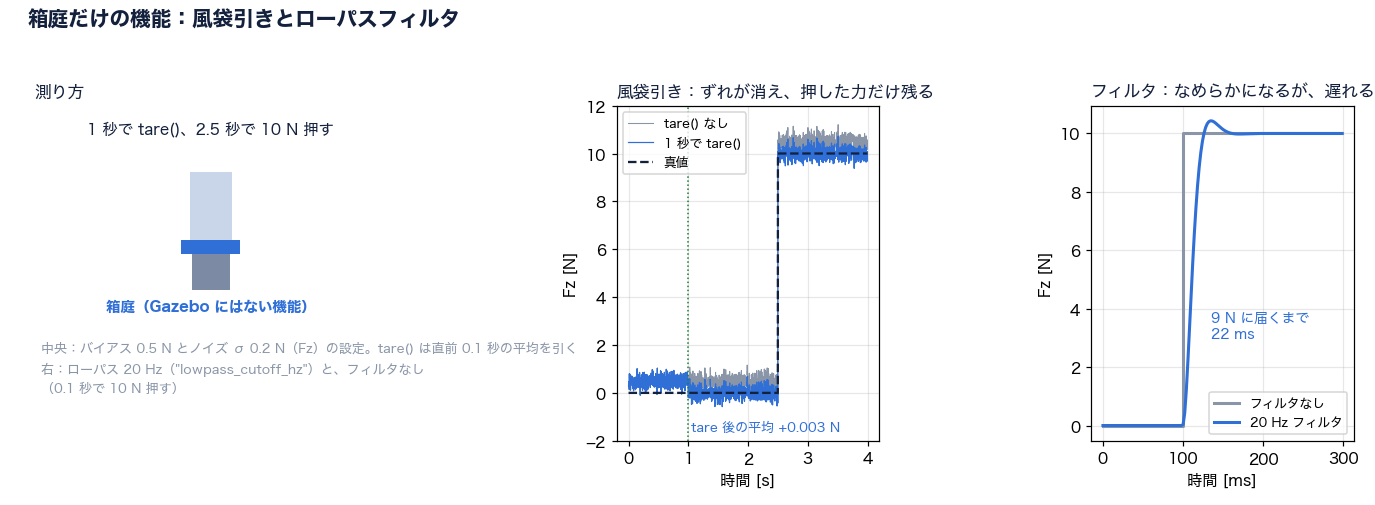 箱庭だけの機能：風袋引きとローパスフィルタ
測り方
1 秒で tare()、2.5 秒で 10 N 押す
箱庭（Gazebo にはない機能）
中央：バイアス 0.5 N とノイズ σ 0.2 N（Fz）の設定。tare() は直前 0.1 秒の平均を引く
右：ローパス 20 Hz（"lowpass_cutoff_hz"）と、フィルタなし
（0.1 秒で 10 N 押す）
風袋引き：ずれが消え、押した力だけ残る
12
10
8
6
4
2
0
−2
Fz [N]
tare() なし
1 秒で tare()
真値
tare 後の平均 +0.003 N
0
1
2
3
4
時間 [s]
フィルタ：なめらかになるが、遅れる
10
8
6
4
2
0
Fz [N]
9 N に届くまで
22 ms
フィルタなし
20 Hz フィルタ
0
100
200
300
時間 [ms]